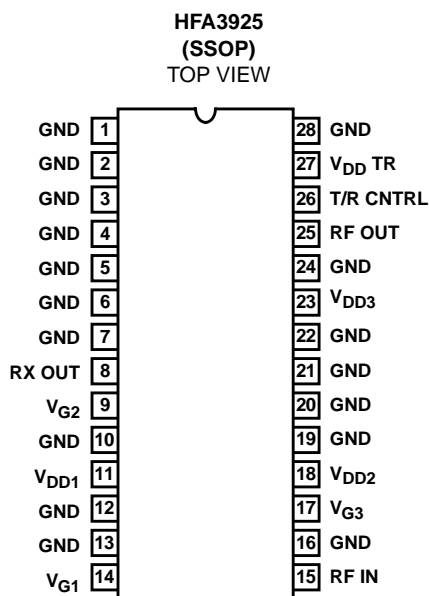 HFA3925
(SSOP)
TOP VIEW
GND 1 28 GND
GND 2 27 VDD TR
GND 3 26 T/R CNTRL
GND 4 25 RF OUT
GND 5 24 GND
GND 6 23 VDD3
GND 7 22 GND
RX OUT 8 21 GND
VG2 9 20 GND
GND 10 19 GND
VDD1 11 18 VDD2
GND 12 17 VG3
GND 13 16 GND
VG1 14 15 RF IN